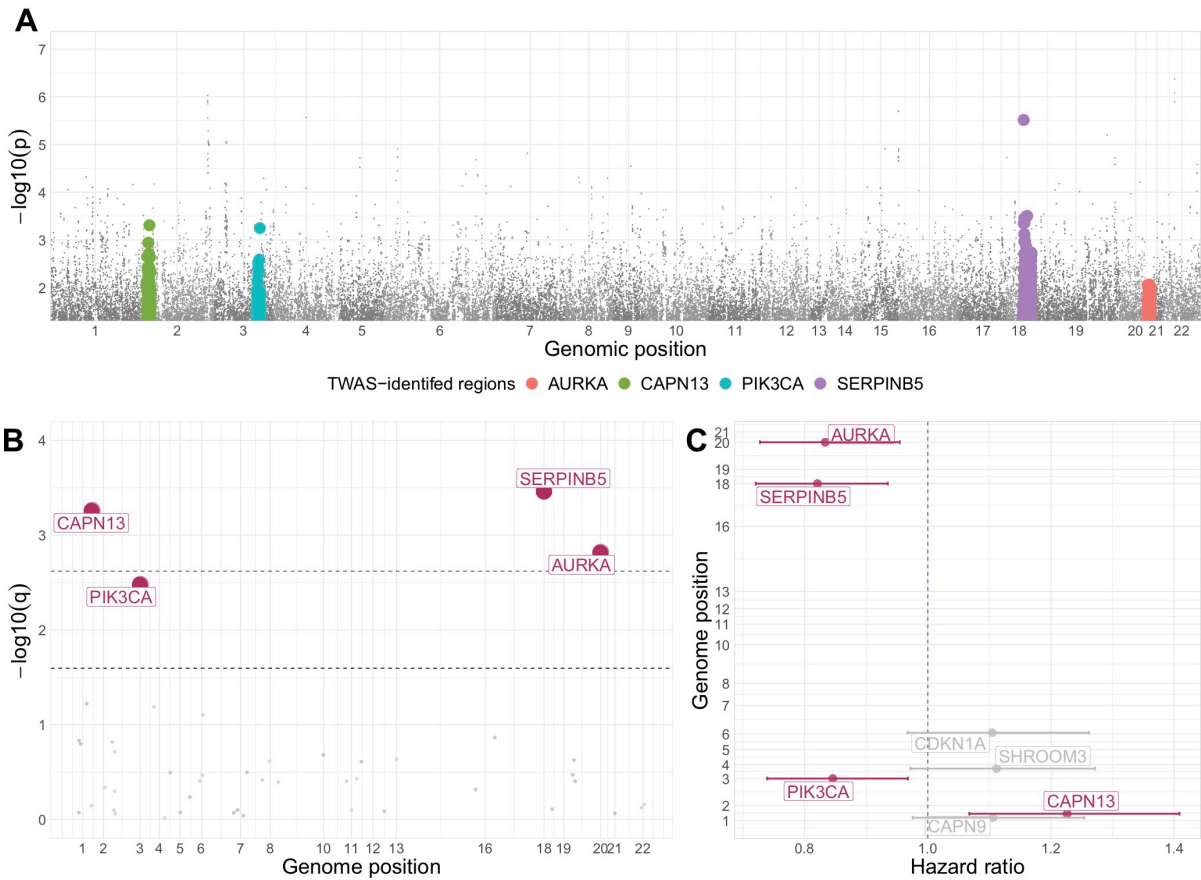 A
7
6
5
4
3
2
−log10(p)
1 2 3 4 5 6 7 8 9 10 11 12 13 14 15 16 17 18 19 20 21 22
Genomic position
TWAS−identifed regions AURKA CAPN13 PIK3CA SERPINB5
B
4
3
2
1
0
−log10(q)
SERPINB5
CAPN13
AURKA
PIK3CA
1 2 3 4 5 6 7 8 10 11 12 13 16 18 19 20 21 22
Genome position
C
21
20
19
18
16
13
12
11
10
8
7
6
5
4
3
2
1
Genome position
AURKA
SERPINB5
CDKN1A
SHROOM3
PIK3CA
CAPN13
CAPN9
0.8 1.0 1.2 1.4
Hazard ratio